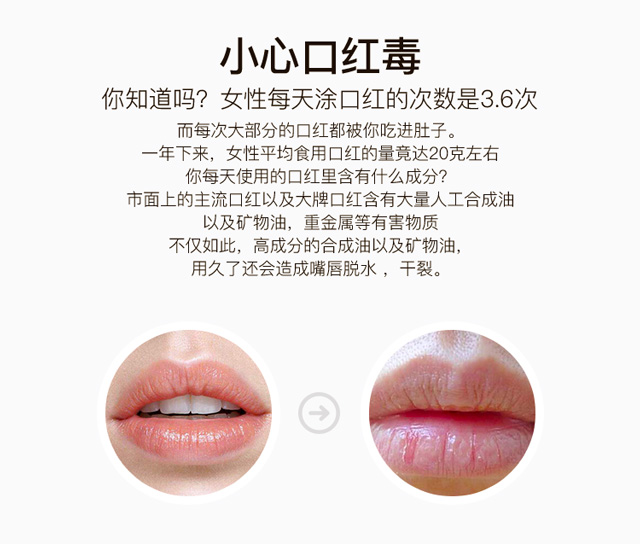 小心口红毒
你知道吗？女性每天涂口红的次数是3.6次
而每次大部分的口红都被你吃进肚子。
一年下来，女性平均食用口红的量竟达20克左右
你每天使用的口红里含有什么成分?
市面上的主流口红以及大牌口红含有大量人工合成油
以及矿物油，重金属等有害物质
不仅如此，高成分的合成油以及矿物油，
用久了还会造成嘴唇脱水，干裂。